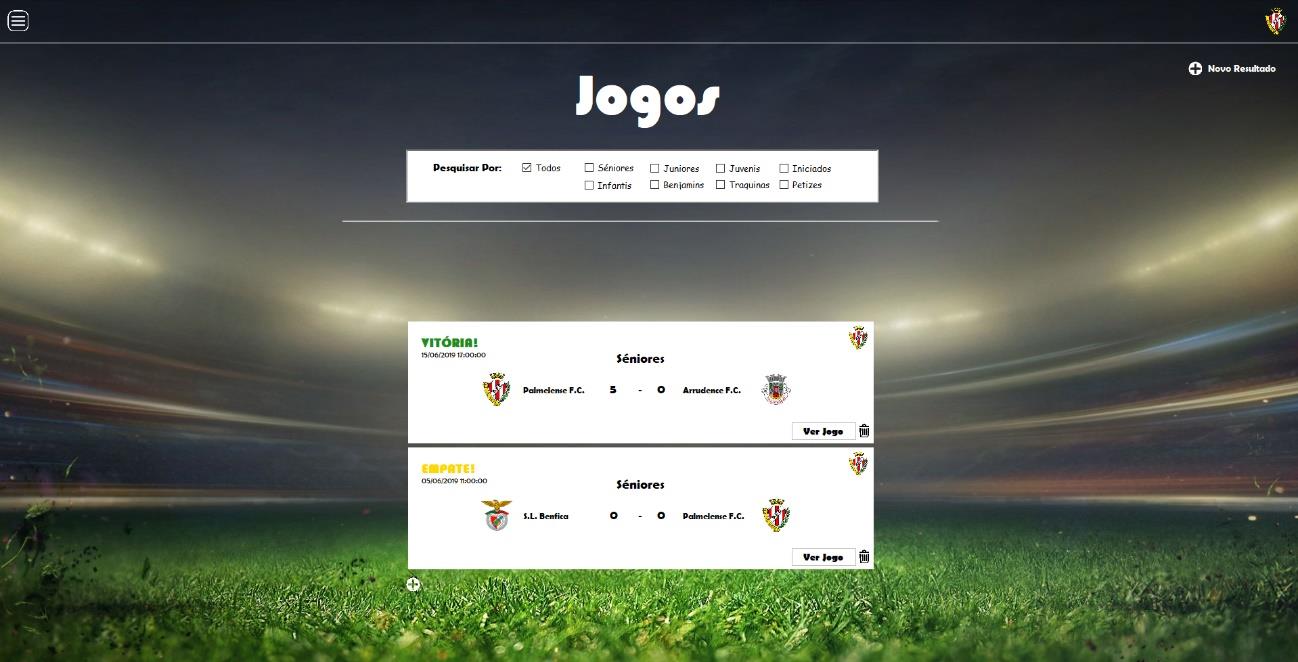 Novo Resultado
Jogos
Pesquisar Por: Todos Séniores Juniores Juvenis Iniciados
Infantis Benjamins Traquinas Petizes
VITÓRIA!
15/06/2019 17:00:00
Séniores
Palmelense F.C. 5 - 0 Arrudence F.C.
Ver Jogo
EMPATE!
05/06/2019 11:00:00
Séniores
S.L. Benfica 0 - 0 Palmelense F.C.
Ver Jogo